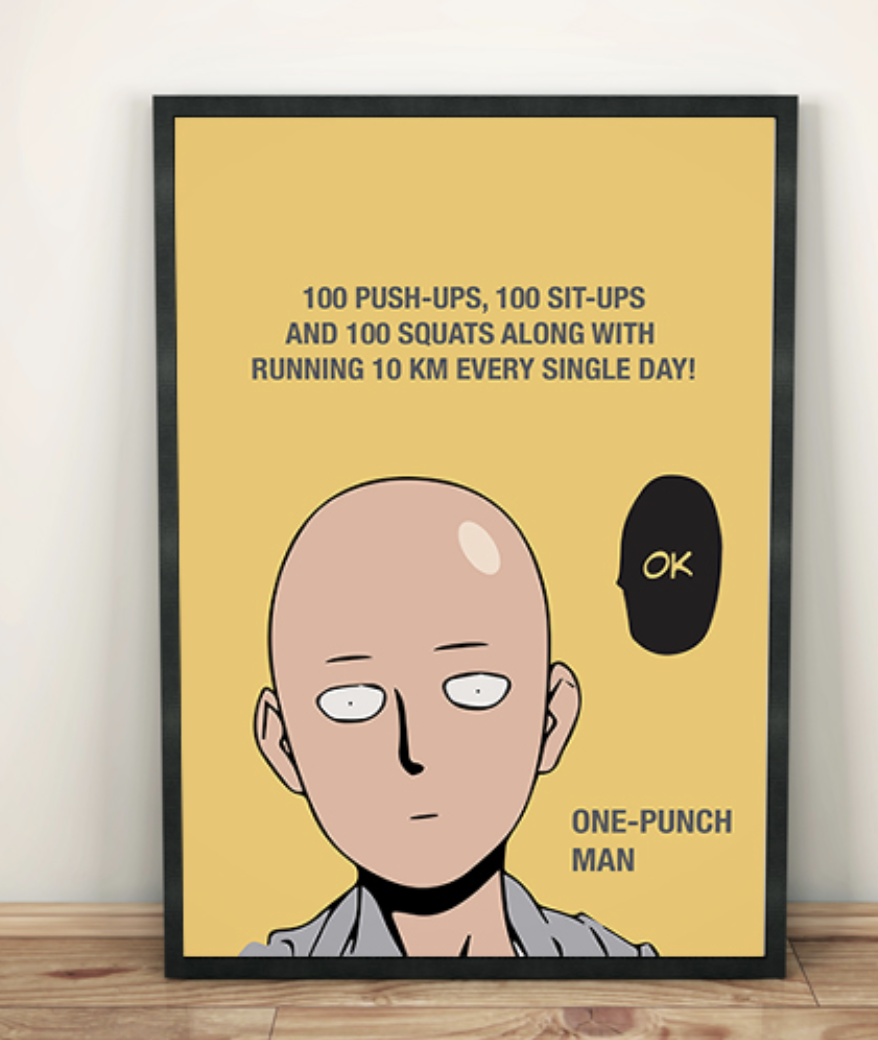 100 PUSH-UPS, 100 SIT-UPS
AND 100 SQUATS ALONG WITH
RUNNING 10 KM EVERY SINGLE DAY!
OK
ONE-PUNCH
MAN